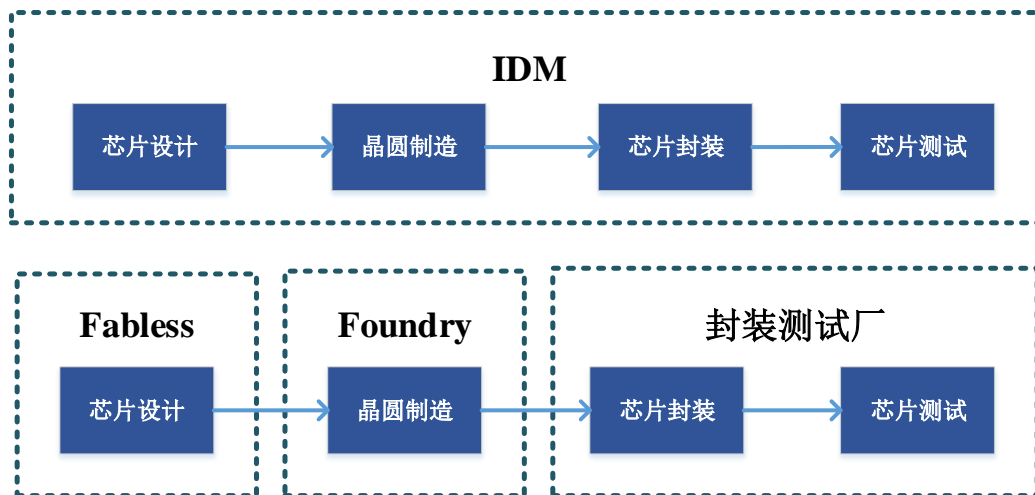 IDM
芯片设计
晶圆制造
芯片封装
芯片测试
Fabless
Foundry
封装测试厂
芯片设计
晶圆制造
芯片封装
芯片测试